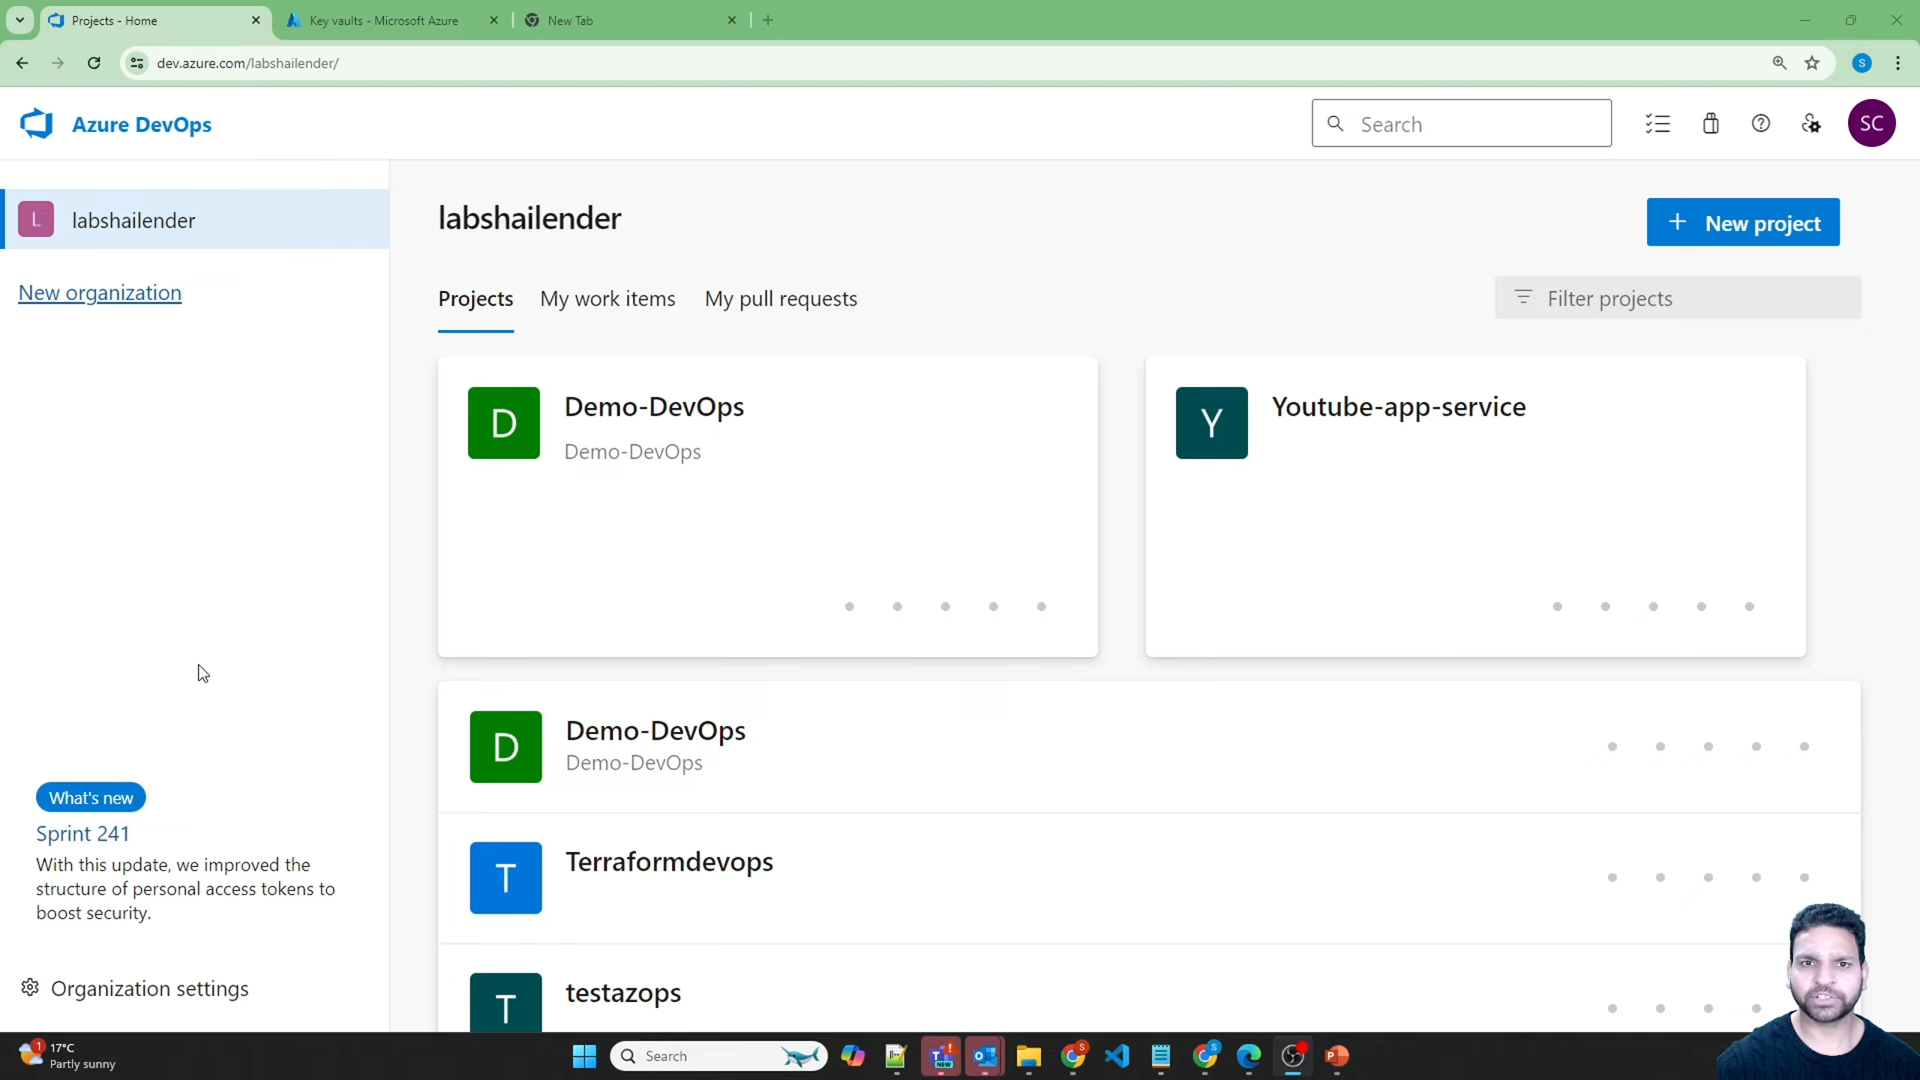 Projects - Home
Key vaults - Microsoft Azure
New Tab
dev.azure.com/labshailender/
S
Azure DevOps
Search
SC
L
labshailender
New organization
labshailender
New project
Projects
My work items
My pull requests
Filter projects
D
Demo-DevOps
Demo-DevOps
Y
Youtube-app-service
D
Demo-DevOps
Demo-DevOps
T
Terraformdevops
T
testazops
What's new
Sprint 241
With this update, we improved the
structure of personal access tokens to
boost security.
Organization settings
1
17°C
Partly sunny
Search
NEW
S
S